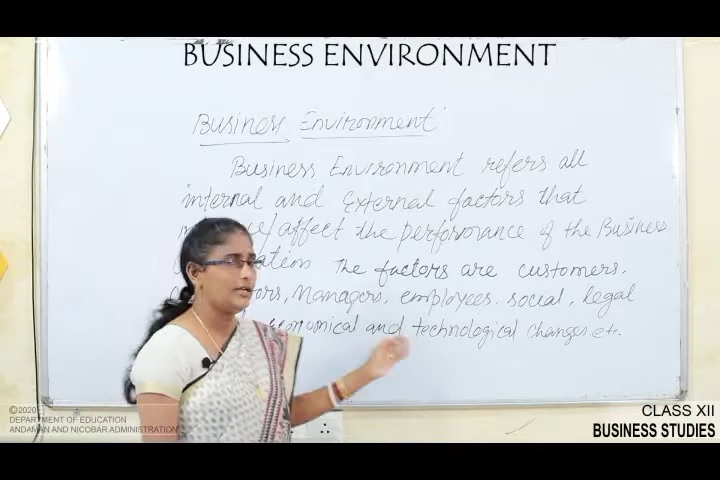 BUSINESS ENVIRONMENT
Business Environment
Business Environment refers all
internal and External factors that
affect the performance of the Business
The factors are customers.
Managers. employees. social, Legal
and technological changes etc.
©2020
DEPARTMENT OF EDUCATION
ANDAMAN AND NICOBAR ADMINISTRATION
CLASS XII
BUSINESS STUDIES